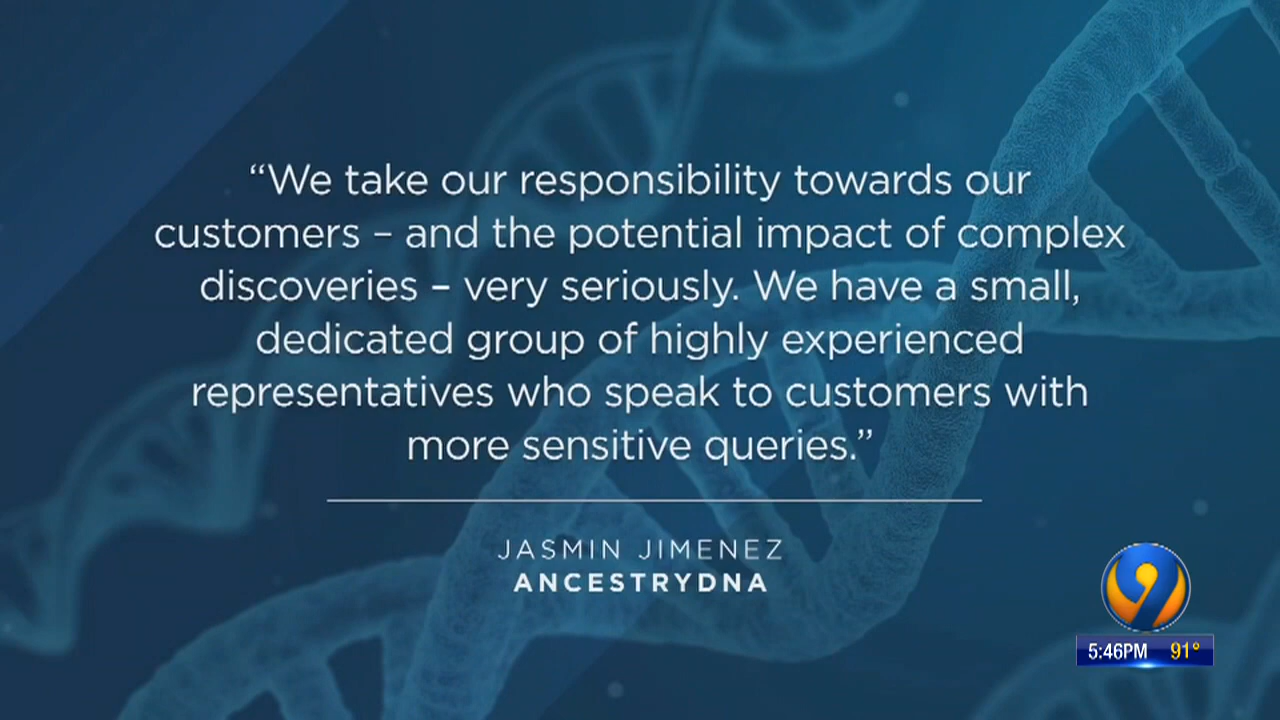 “We take our responsibility towards our
customers – and the potential impact of complex
discoveries – very seriously. We have a small,
dedicated group of highly experienced
representatives who speak to customers with
more sensitive queries.”
JASMIN JIMENEZ
ANCESTRYDNA
9
5:46PM 91°